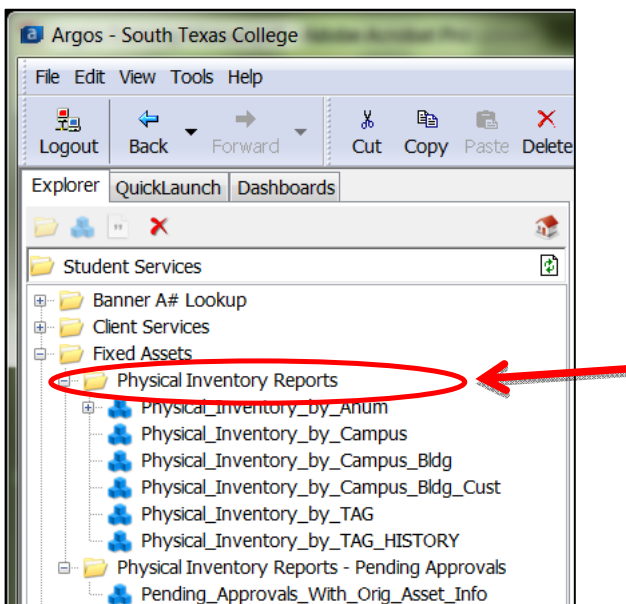 Argos - South Texas College
File Edit View Tools Help
Logout Back Forward Cut Copy Paste Delete
Explorer QuickLaunch Dashboards
Student Services
Banner A# Lookup
Client Services
Fixed Assets
Physical Inventory Reports
Physical_Inventory_by_Anum
Physical_Inventory_by_Campus
Physical_Inventory_by_Campus_Bldg
Physical_Inventory_by_Campus_Bldg_Cust
Physical_Inventory_by_TAG
Physical_Inventory_by_TAG_HISTORY
Physical Inventory Reports - Pending Approvals
Pending_Approvals_With_Orig_Asset_Info